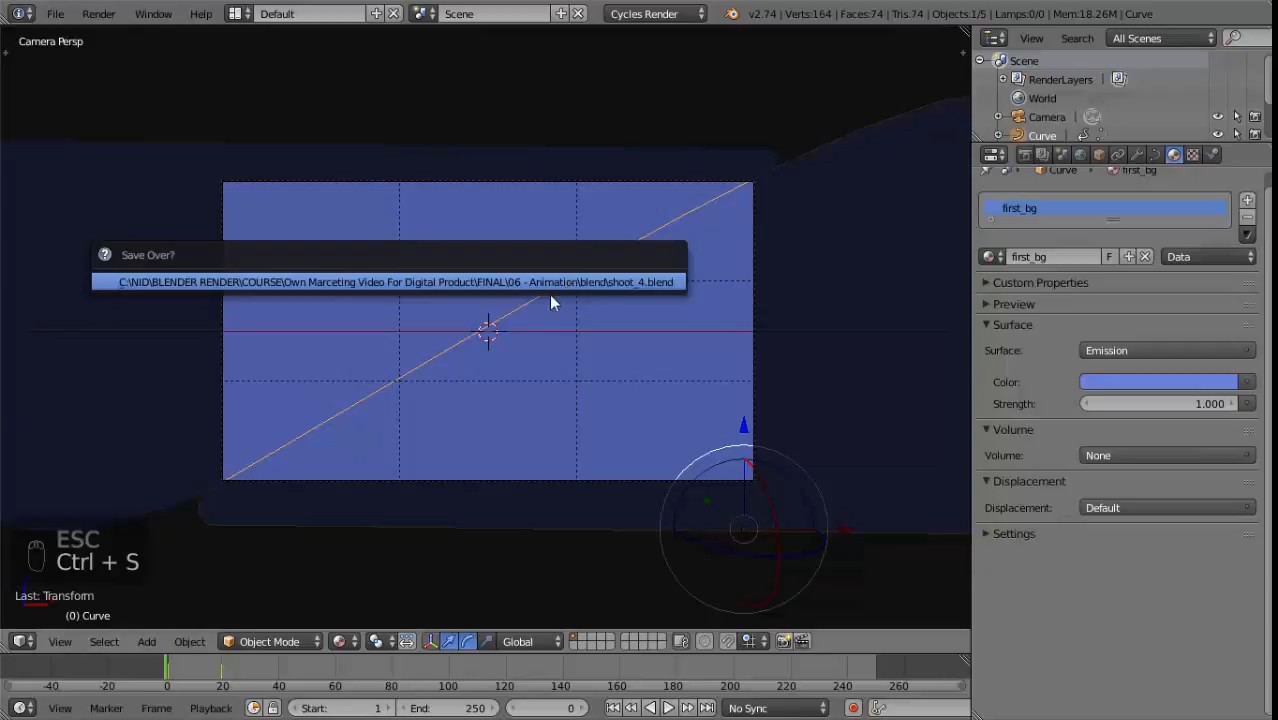 File Render Window Help Default Scene Cycles Render v2.74 | Verts:164 | Faces:74 | Tris:74 | Objects:1/5 | Lamps:0/0 | Mem:18.26M | Curve
Camera Persp
View Search All Scenes
Scene
RenderLayers
World
Camera
Curve
Curve first_bg
first_bg
first_bg F Data
Custom Properties
Preview
Surface
Surface: Emission
Color:
Strength: 1.000
Volume
Volume: None
Displacement
Displacement: Default
Settings
Save Over?
C:\NID\BLENDER RENDER\COURSE\Own Marceting Video For Digital Product\FINAL\06 - Animation\blend\shoot_4.blend
ESC
Ctrl + S
Last: Transform
(0) Curve
View Select Add Object Object Mode Global
-40 -20 0 20 40 60 80 100 120 140 160 180 200 220 240 260
View Marker Frame Playback Start: 1 End: 250 0 No Sync